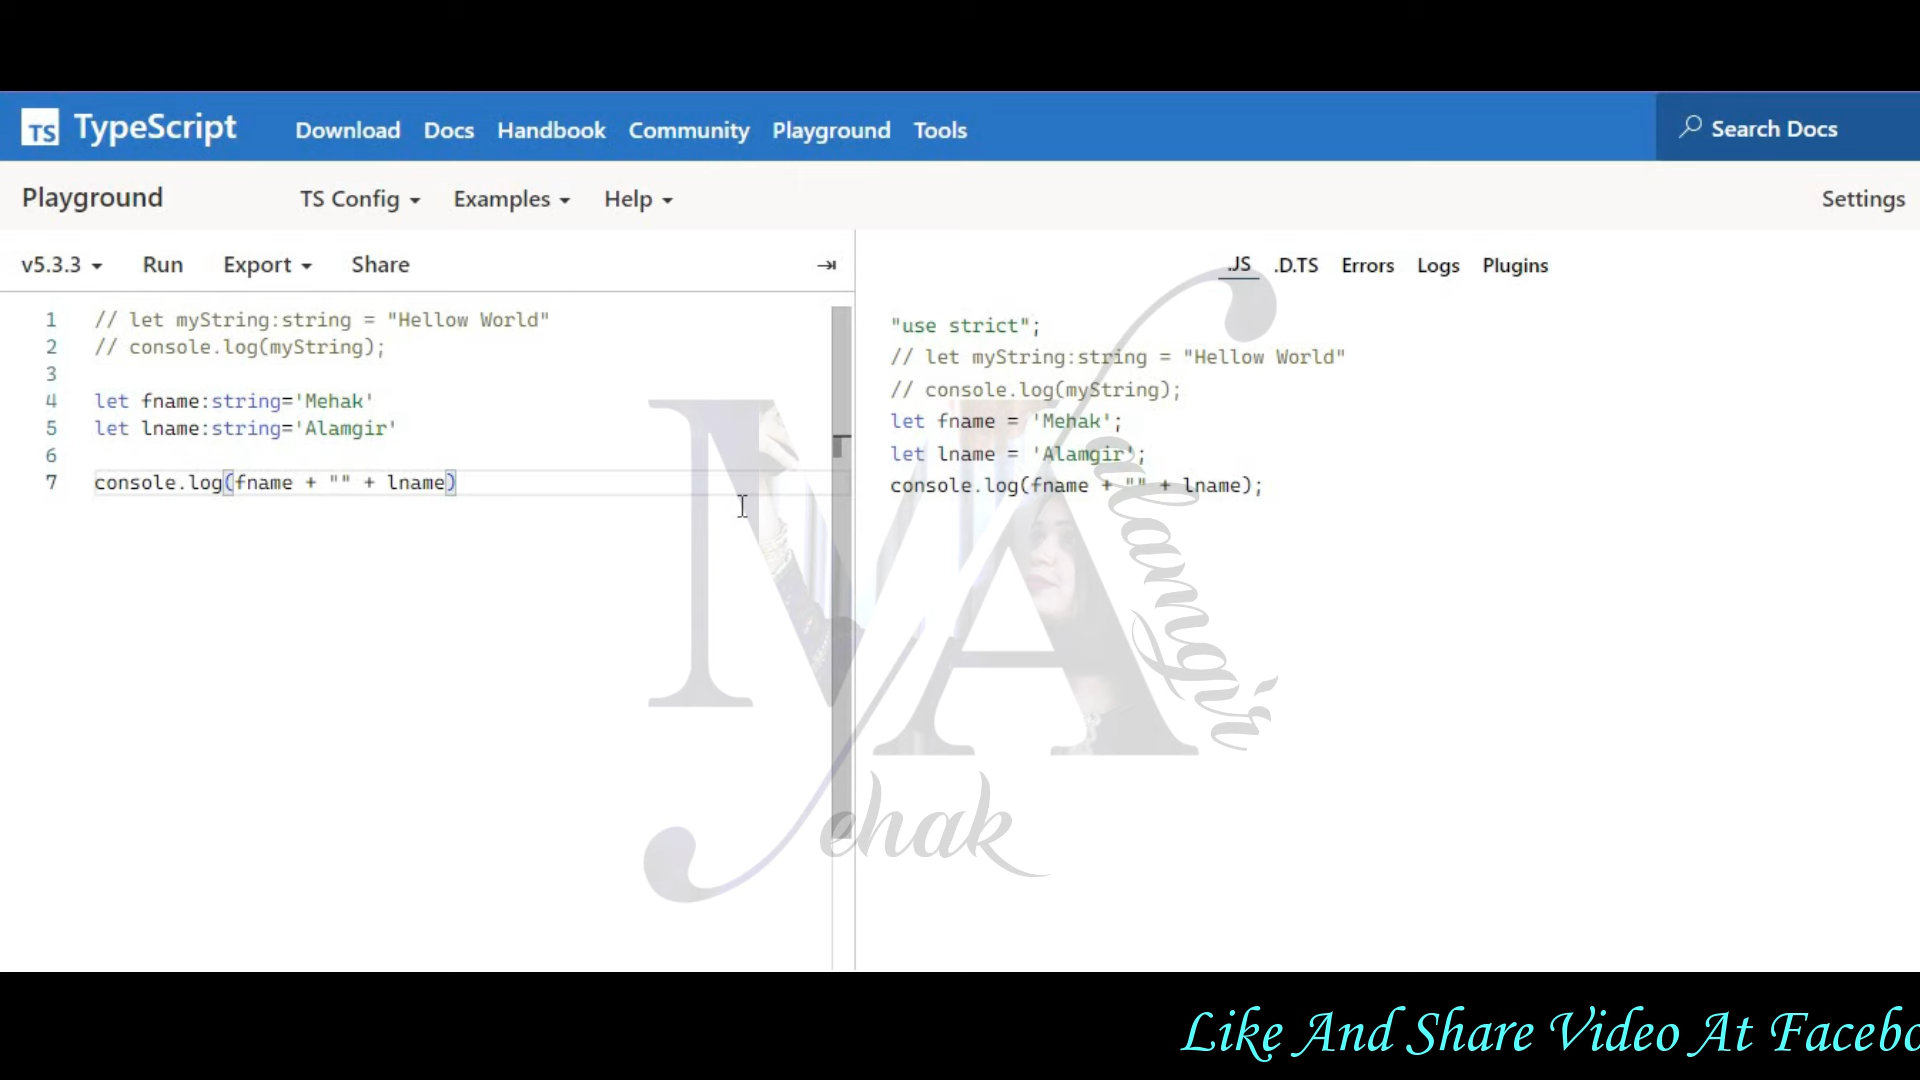 TS TypeScript Download Docs Handbook Community Playground Tools Search Docs
Playground TS Config Examples Help Settings
v5.3.3 Run Export Share
.JS .D.TS Errors Logs Plugins
1 // let myString:string = "Hellow World"
2 // console.log(myString);
3
4 let fname:string='Mehak'
5 let lname:string='Alamgir'
6
7 console.log(fname + "" + lname)
"use strict";
// let myString:string = "Hellow World"
// console.log(myString);
let fname = 'Mehak';
let lname = 'Alamgir';
console.log(fname + "" + lname);
MA
alamgir
ehak
Like And Share Video At Facebo